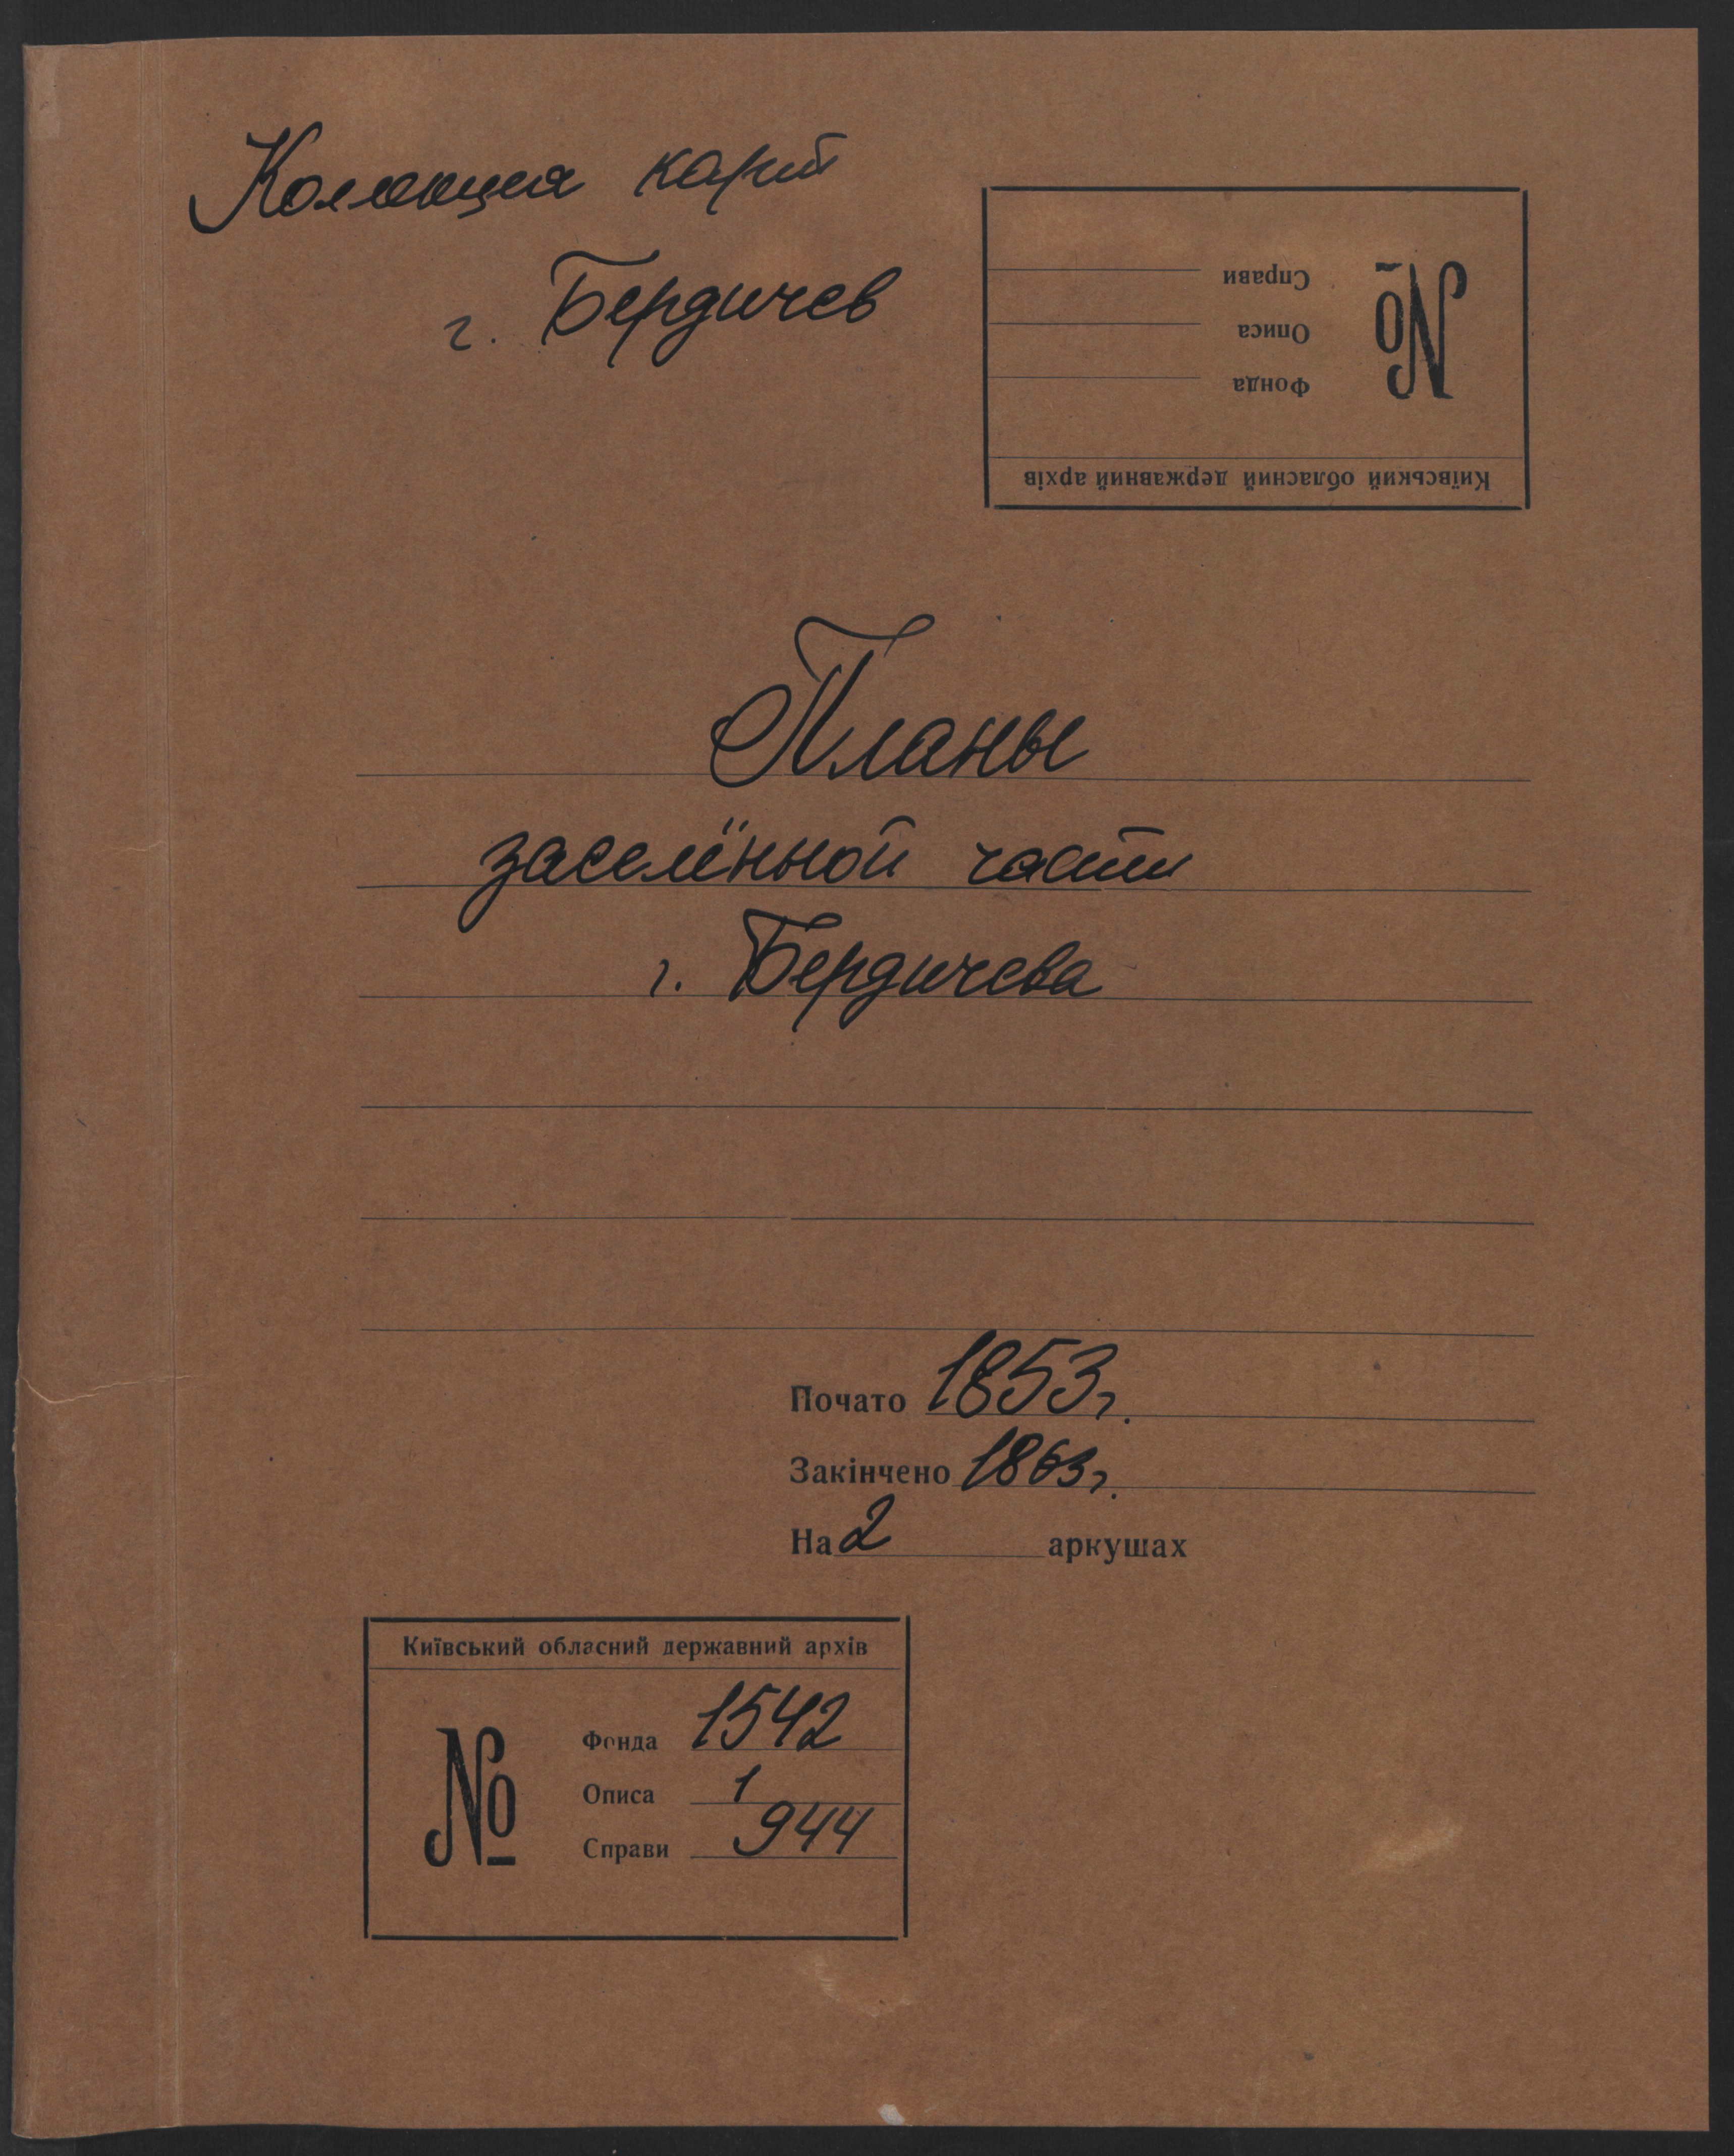 Коллекция карт
г. Бердичев
Київський обласний державний архів
№
Фонда
Описа
Справи
Планы
заселённой части
г. Бердичева
Почато 1853 г.
Закінчено 1863 г.
На 2 аркушах
Київський обласний державний архів
№
Фонда 1542
Описа 1
Справи 944